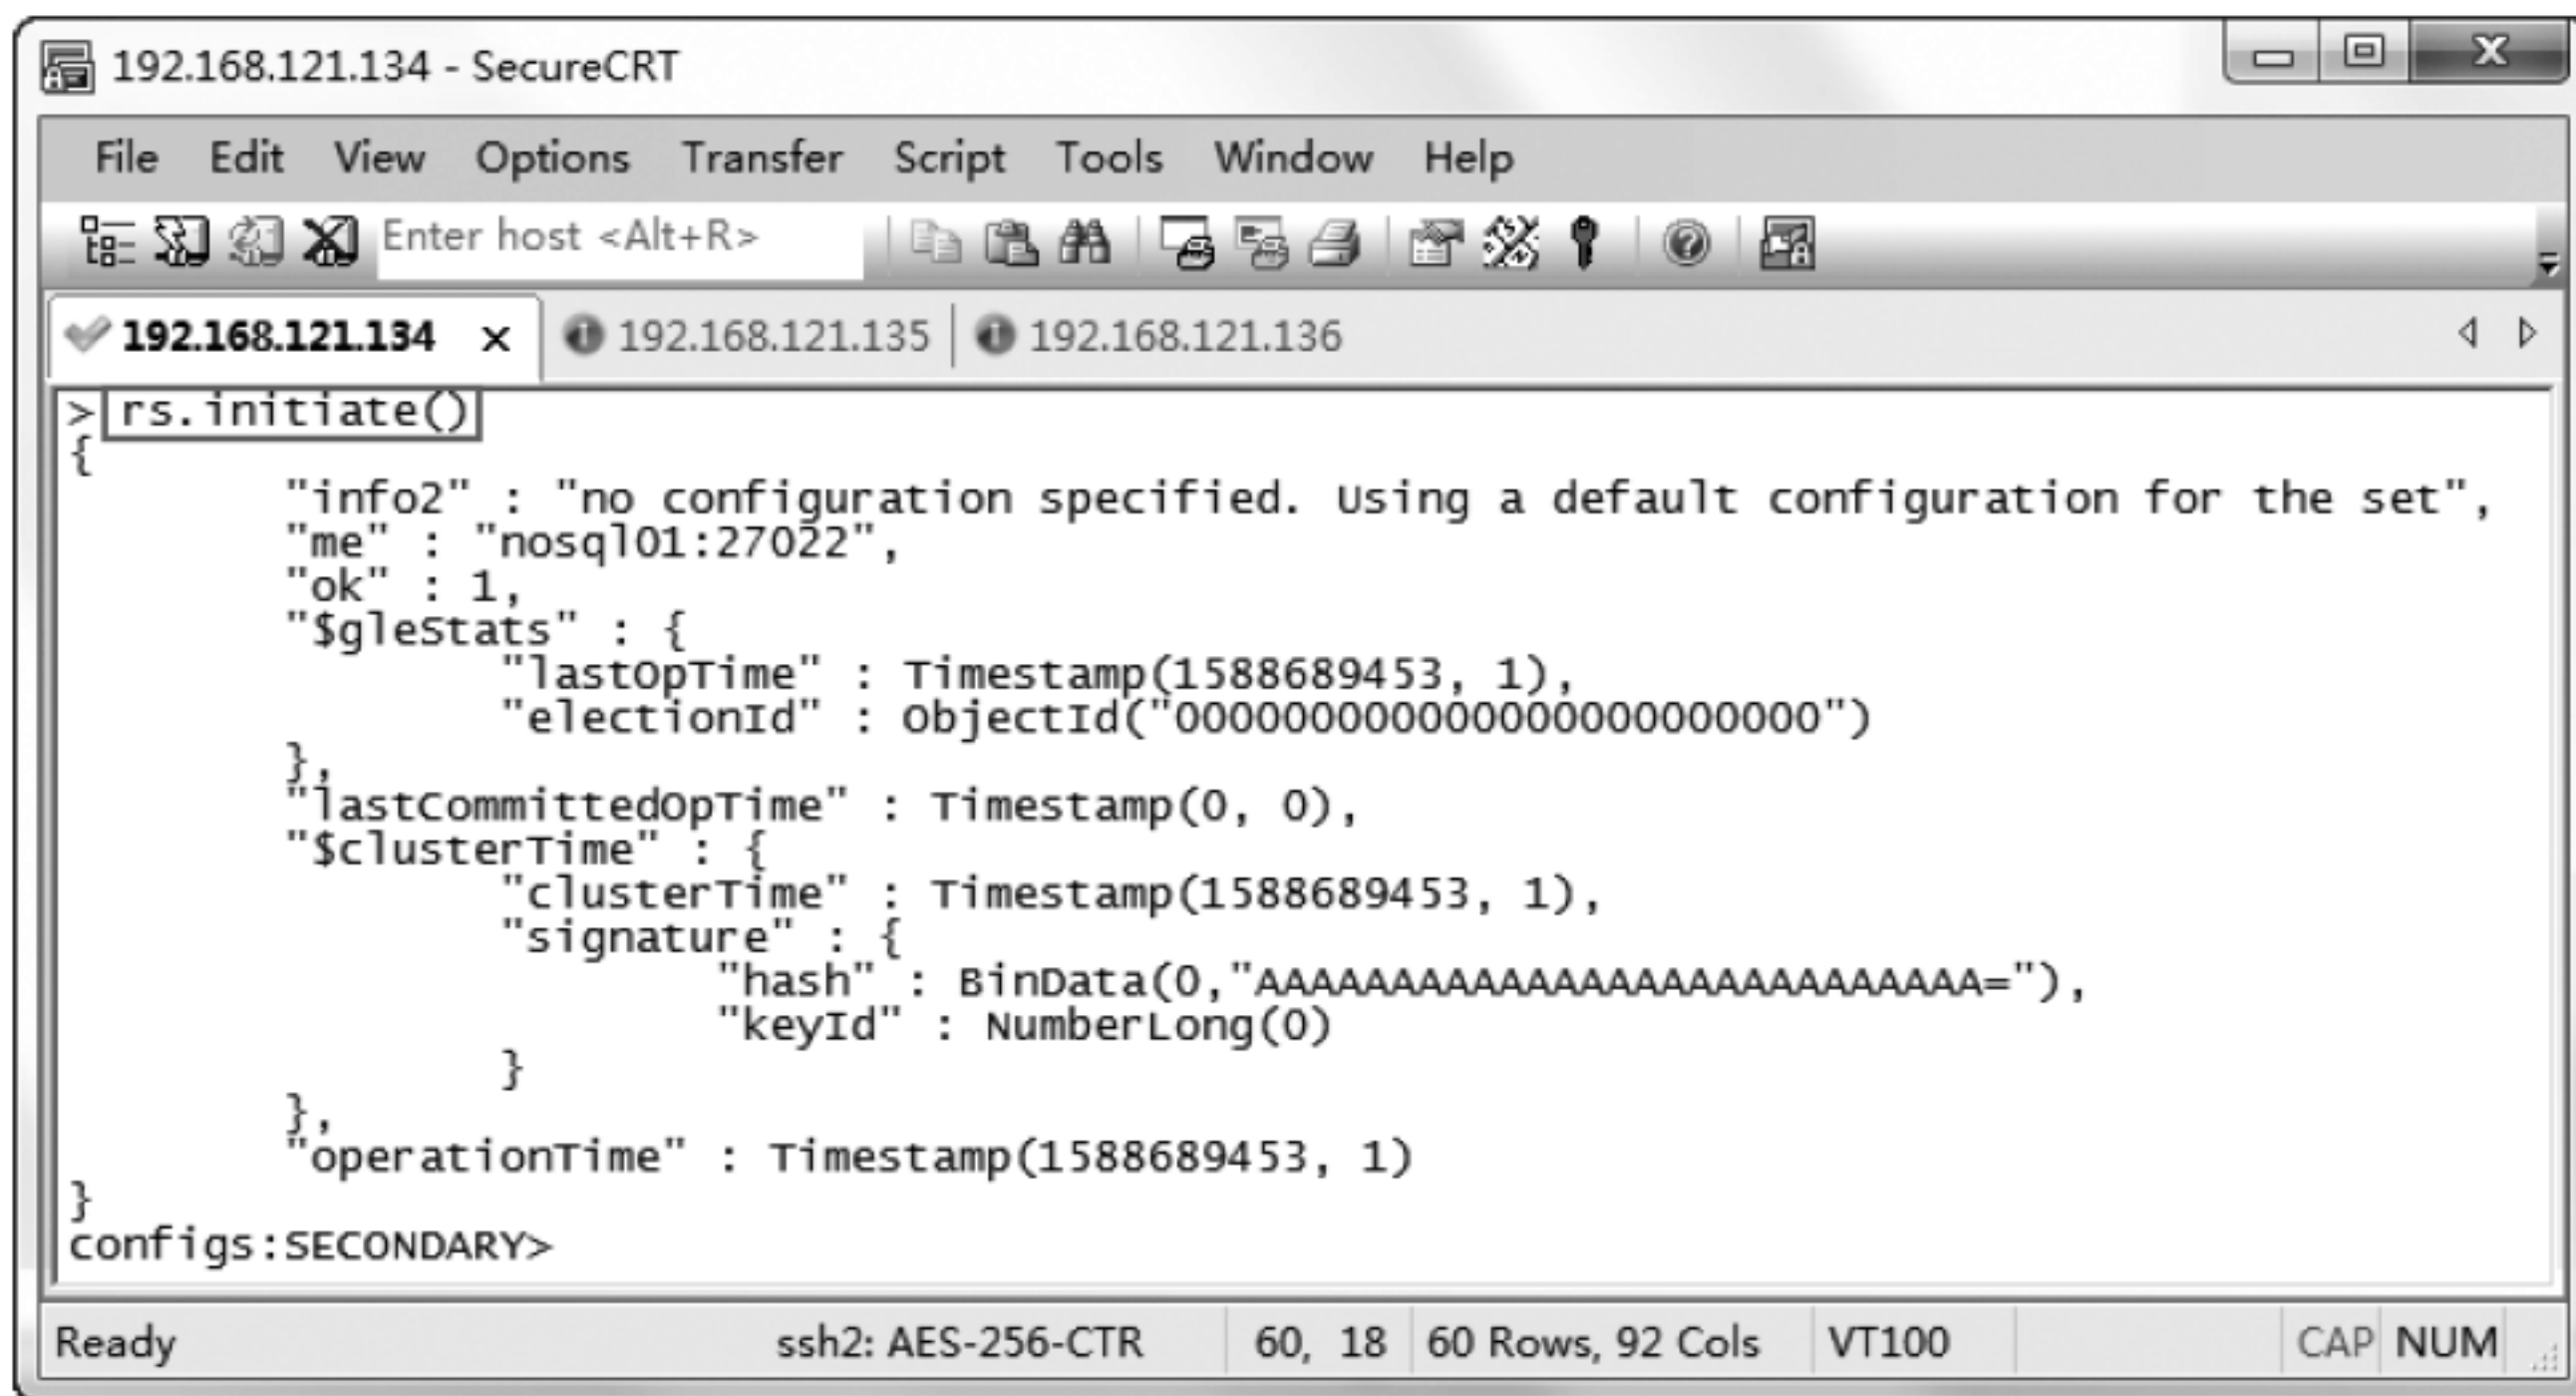 192.168.121.134 - SecureCRT
File Edit View Options Transfer Script Tools Window Help
Enter host <Alt+R>
192.168.121.134 x 192.168.121.135 192.168.121.136
> rs.initiate()
{
"info2" : "no configuration specified. Using a default configuration for the set",
"me" : "nosql01:27022",
"ok" : 1,
"$gleStats" : {
"lastOpTime" : Timestamp(1588689453, 1),
"electionId" : ObjectId("000000000000000000000000")
},
"lastCommittedOpTime" : Timestamp(0, 0),
"$clusterTime" : {
"clusterTime" : Timestamp(1588689453, 1),
"signature" : {
"hash" : BinData(0,"AAAAAAAAAAAAAAAAAAAAAAAAAAA="),
"keyId" : NumberLong(0)
}
},
"operationTime" : Timestamp(1588689453, 1)
}
configs:SECONDARY>
Ready ssh2: AES-256-CTR 60, 18 60 Rows, 92 Cols VT100 CAP NUM